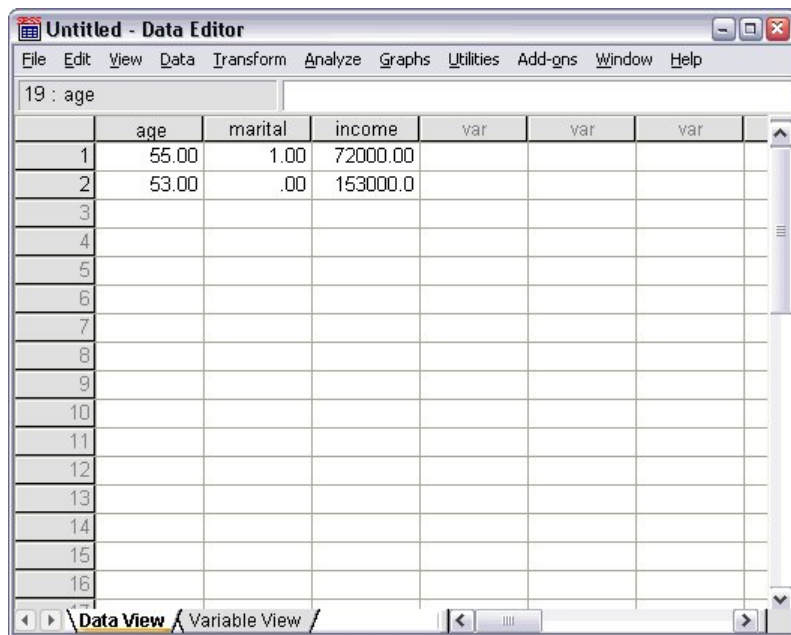 Untitled - Data Editor
File Edit View Data Transform Analyze Graphs Utilities Add-ons Window Help
19 : age
age marital income var var var
1 55.00 1.00 72000.00
2 53.00 .00 153000.0
3
4
5
6
7
8
9
10
11
12
13
14
15
16
Data View Variable View